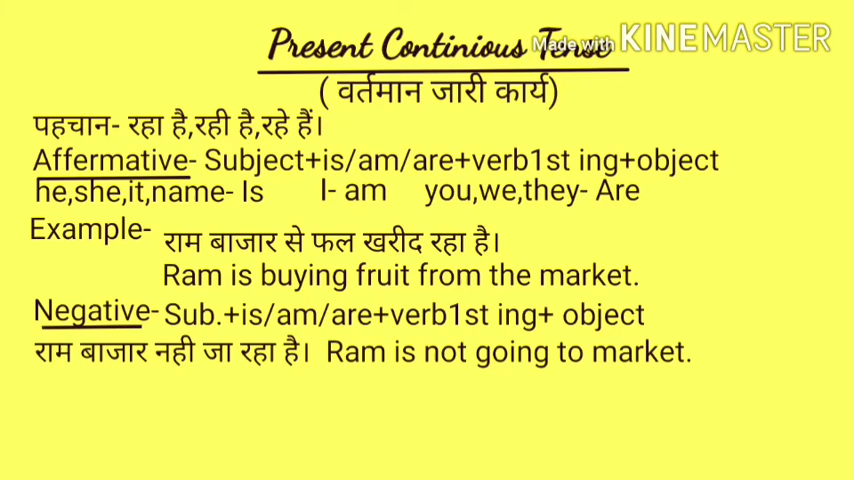 Present Continious Tense
Made with KINEMASTER
( वर्तमान जारी कार्य)
पहचान- रहा है,रही है,रहे हैं।
Affermative- Subject+is/am/are+verb1st ing+object
he,she,it,name- Is I- am you,we,they- Are
Example- राम बाजार से फल खरीद रहा है।
Ram is buying fruit from the market.
Negative- Sub.+is/am/are+verb1st ing+ object
राम बाजार नही जा रहा है। Ram is not going to market.